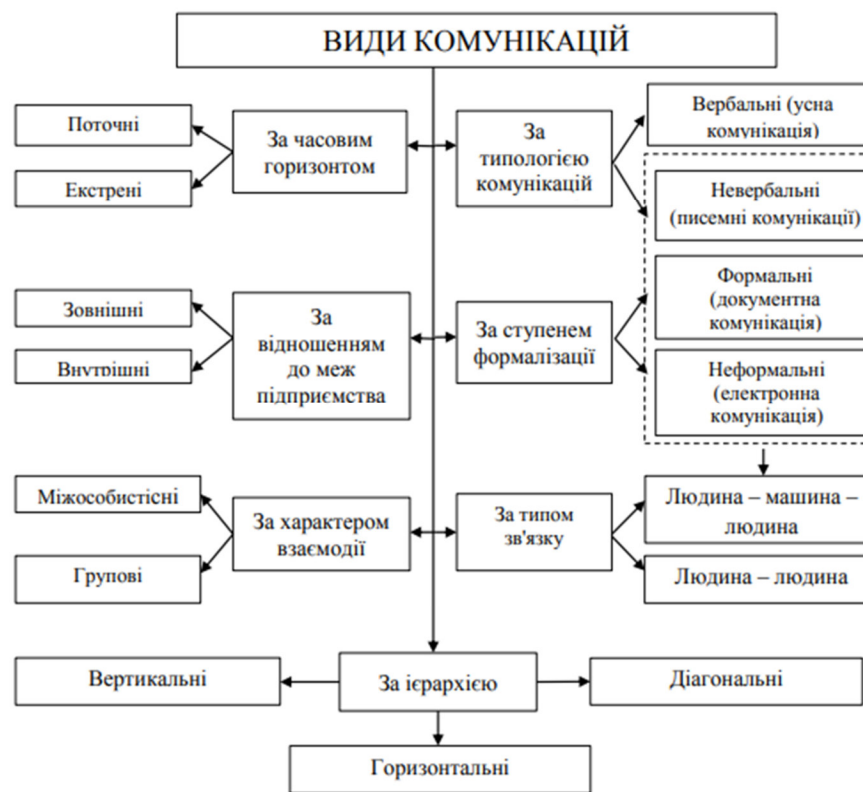 ВИДИ КОМУНІКАЦІЙ
Поточні
Екстрені
За часовим
горизонтом
За
типологією
комунікацій
Вербальні (усна
комунікація)
Невербальні
(писемні комунікації)
Зовнішні
Внутрішні
За
відношенням
до меж
підприємства
За ступенем
формалізації
Формальні
(документна
комунікація)
Неформальні
(електронна
комунікація)
Міжособистісні
Групові
За характером
взаємодії
За типом
зв'язку
Людина – машина –
людина
Людина – людина
Вертикальні
За ієрархією
Діагональні
Горизонтальні